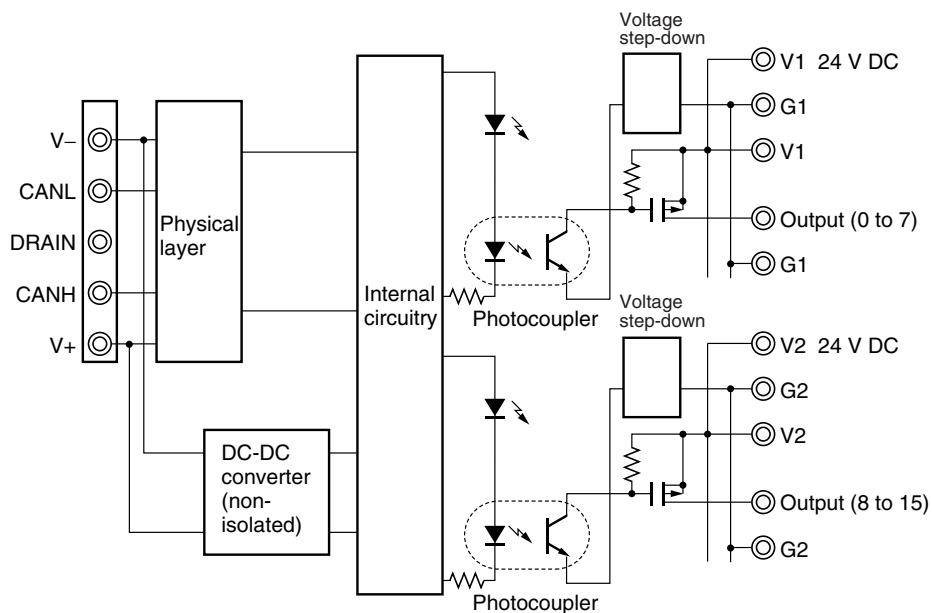 V–
CANL
DRAIN
CANH
V+
Physical
layer
DC-DC
converter
(non-
isolated)
Internal
circuitry
Voltage
step-down
Photocoupler
V1 24 V DC
G1
V1
Output (0 to 7)
G1
Voltage
step-down
Photocoupler
V2 24 V DC
G2
V2
Output (8 to 15)
G2